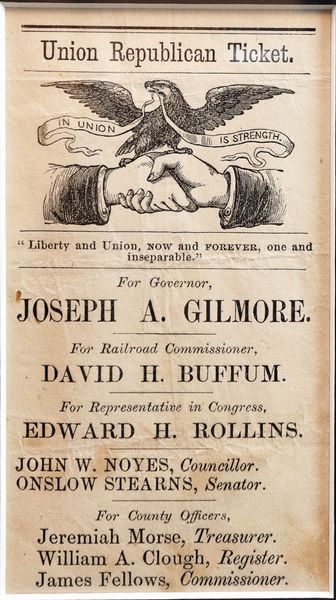 Union Republican Ticket.
IN UNION
IS STRENGTH.
“ Liberty and Union, NOW and FOREVER, one and
inseparable.”
For Governor,
JOSEPH A. GILMORE.
For Railroad Commissioner,
DAVID H. BUFFUM.
For Representative in Congress,
EDWARD H. ROLLINS.
JOHN W. NOYES, Councillor.
ONSLOW STEARNS, Senator.
For County Officers,
Jeremiah Morse, Treasurer.
William A. Clough, Register.
James Fellows, Commissioner.